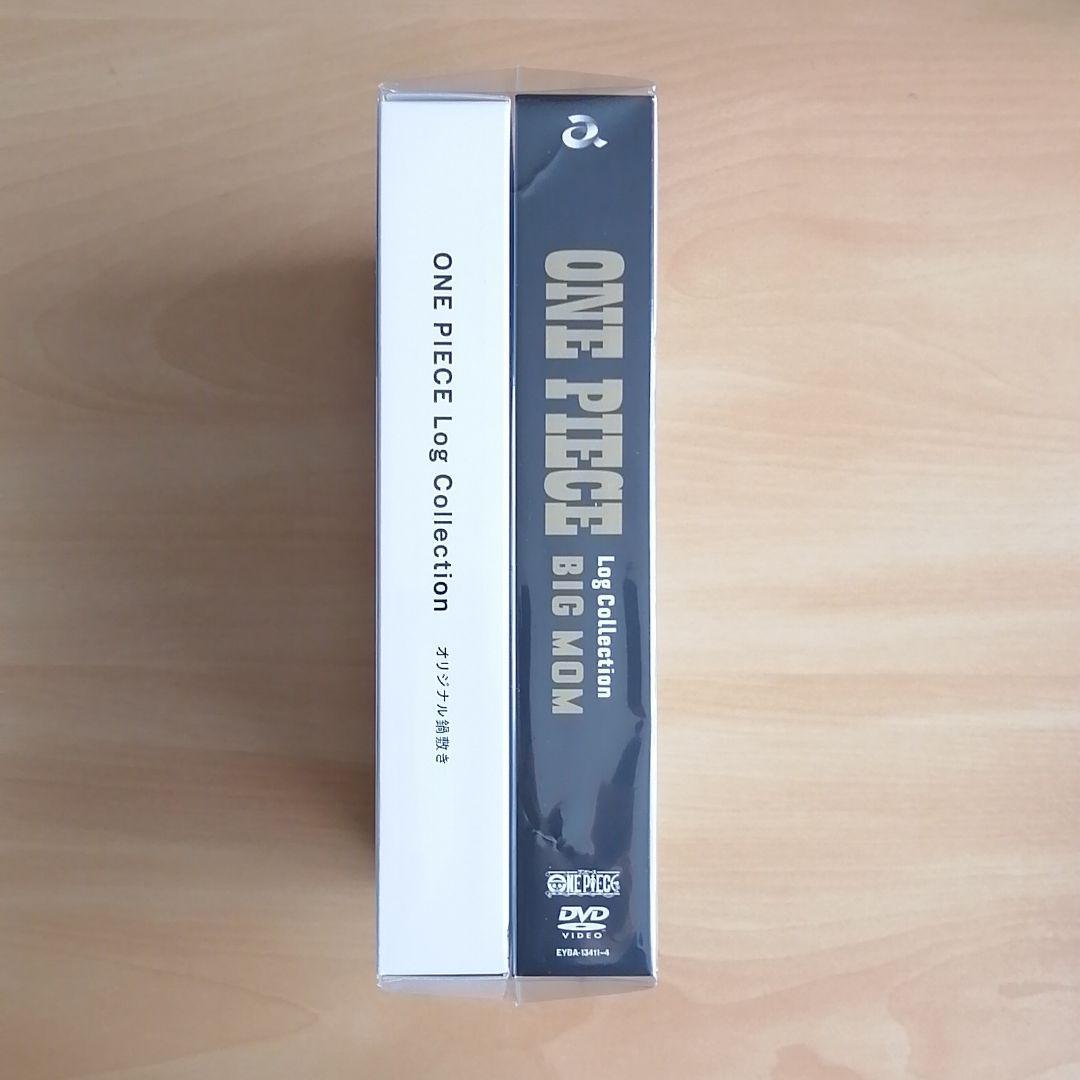 ONE PIECE Log Collection オリジナル鍋敷き
ONE PIECE
Log Collection
BIG MOM
ONE PIECE
DVD
VIDEO
EYBA-13411~4